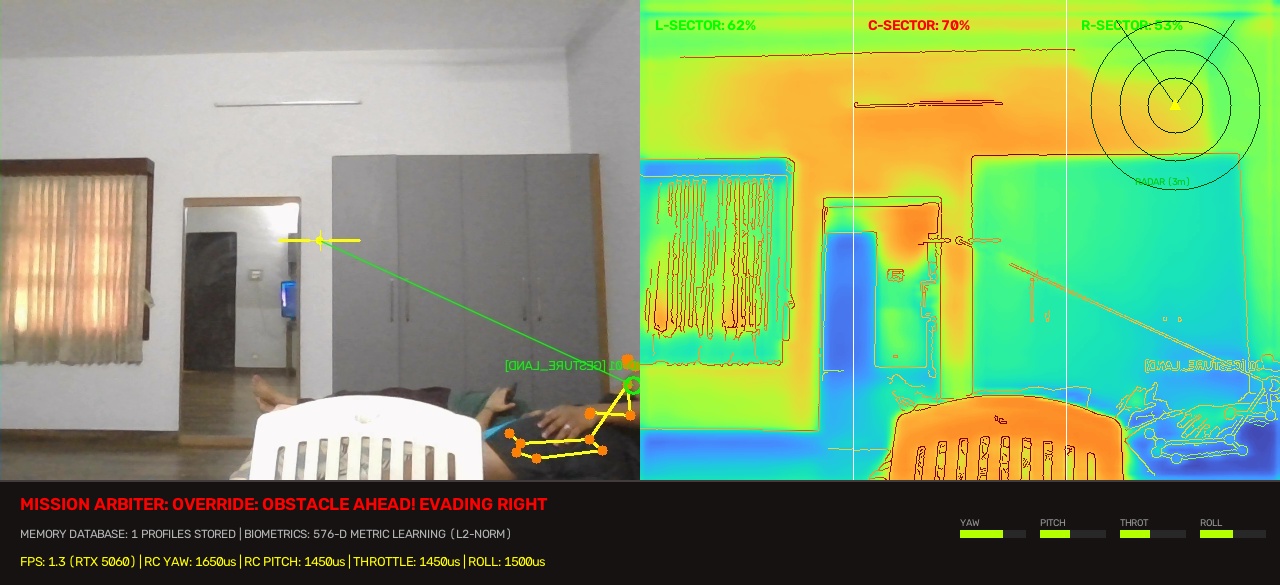 L-SECTOR: 62%
C-SECTOR: 70%
R-SECTOR: 53%
RADAR (3m)
01 [GESTURE_LAND]
[GESTURE_LAND]
MISSION ARBITER: OVERRIDE: OBSTACLE AHEAD! EVADING RIGHT
MEMORY DATABASE: 1 PROFILES STORED | BIOMETRICS: 576-D METRIC LEARNING (L2-NORM)
FPS: 1.3 (RTX 5060) | RC YAW: 1650us | RC PITCH: 1450us | THROTTLE: 1450us | ROLL: 1500us
YAW
PITCH
THROT
ROLL